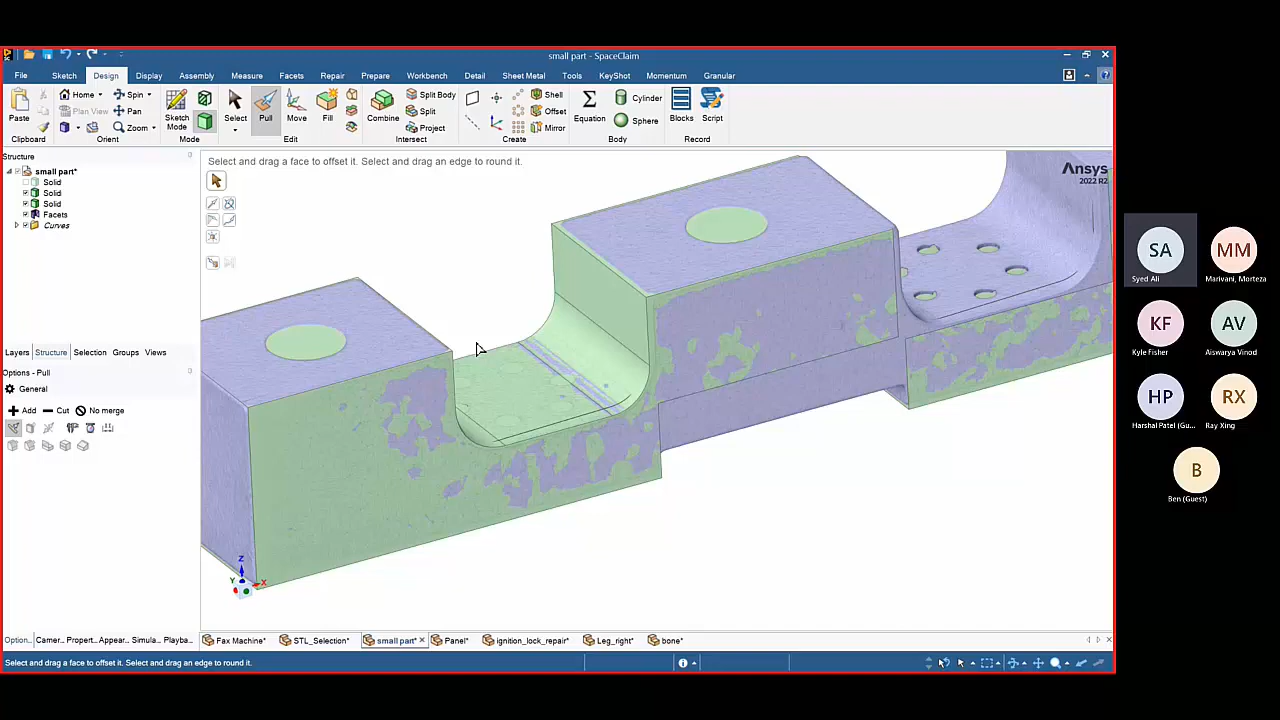 small part - SpaceClaim
File Sketch Design Display Assembly Measure Facets Repair Prepare Workbench Detail Sheet Metal Tools KeyShot Momentum Granular
Home Spin Split Body Shell Cylinder
Plan View Pan Split Offset Sphere
Zoom Project Mirror
Paste Sketch Mode Select Pull Move Fill Combine Equation Blocks Script
Clipboard Orient Mode Edit Intersect Create Body Record
Structure
small part*
Solid
Solid
Solid
Facets
Curves
Layers Structure Selection Groups Views
Options - Pull
General
Add Cut No merge
Select and drag a face to offset it. Select and drag an edge to round it.
Ansys
2022 R2
Z
Y
X
Option.. Camer.. Propert.. Appear.. Simula.. Playba..
Fax Machine* STL_Selection* small part* Panel* ignition_lock_repair* Leg_right* bone*
Select and drag a face to offset it. Select and drag an edge to round it.
SA
Syed Ali
MM
Marivani, Morteza
KF
Kyle Fisher
AV
Aiswarya Vinod
HP
Harshal Patel (Gu...
RX
Ray Xing
B
Ben (Guest)